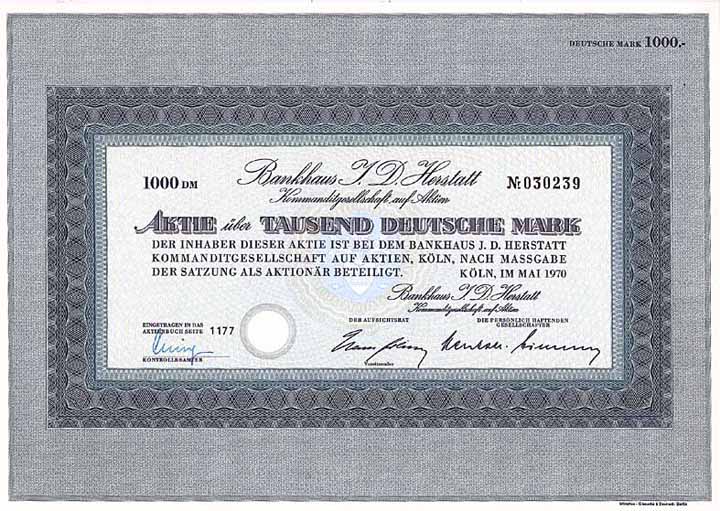 DEUTSCHE MARK 1000.-
1000 DM
Bankhaus J. D. Herstatt
Nr. 030239
Kommanditgesellschaft auf Aktien
AKTIE über TAUSEND DEUTSCHE MARK
DER INHABER DIESER AKTIE IST BEI DEM BANKHAUS J. D. HERSTATT
KOMMANDITGESELLSCHAFT AUF AKTIEN, KÖLN, NACH MASSGABE
DER SATZUNG ALS AKTIONÄR BETEILIGT. KÖLN, IM MAI 1970
Bankhaus J. D. Herstatt
Kommanditgesellschaft auf Aktien
DER AUFSICHTSRAT
DIE PERSÖNLICH HAFTENDEN
GESELLSCHAFTER
EINGETRAGEN IN DAS
AKTIENBUCH SEITE 1177
KONTROLLBEAMTER
Vorsitzender